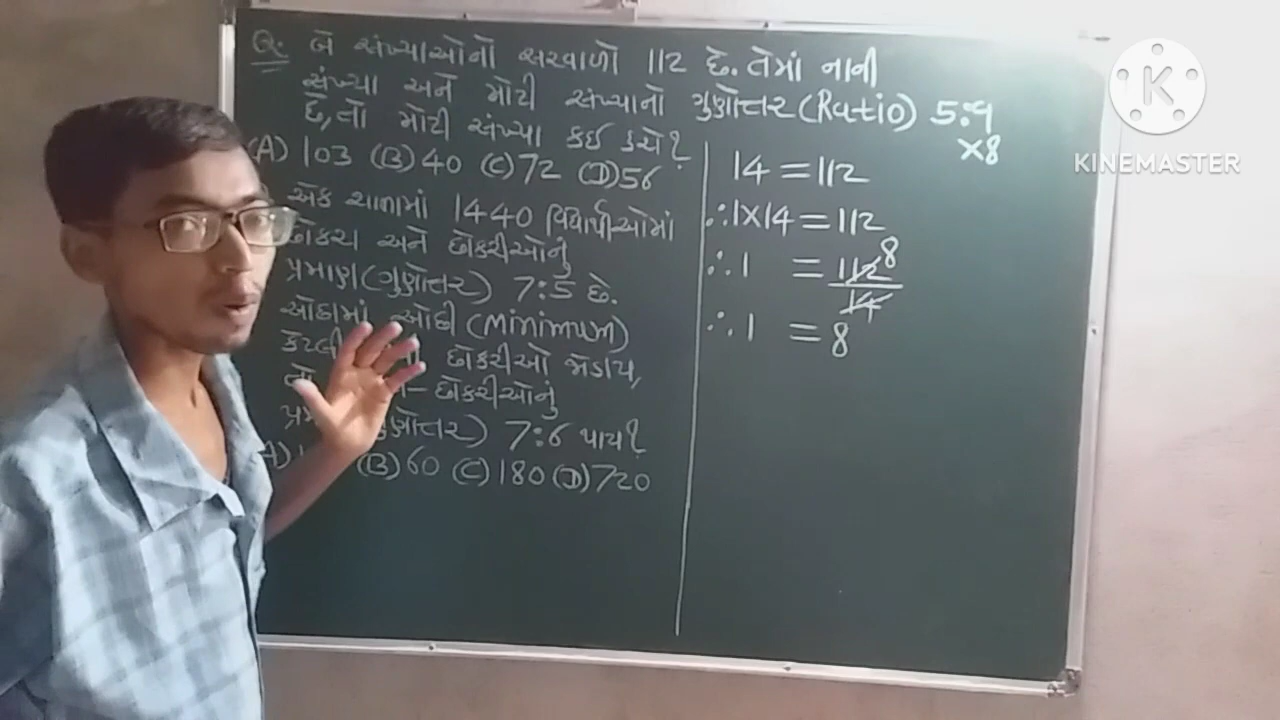 Q: બે સંખ્યાઓનો સરવાળો 112 છે. તેમાં નાની
સંખ્યા અને મોટી સંખ્યાનો ગુણોત્તર (Ratio) 5:9
×8
છે, તો મોટી સંખ્યા કઈ હશે?
A) 103 (B) 40 (C) 72 (D) 56
એક શાળામાં 1440 વિદ્યાર્થીઓમાં
છોકરા અને છોકરીઓનું
પ્રમાણ (ગુણોત્તર) 7:5 છે.
ઓછામાં ઓછી (Minimum)
કેટલી છોકરીઓ જોડાય,
છોકરીઓનું
7:6 થાય?
A) (B) 60 (C) 180 (D) 720
14 = 112
∴ 1×14 = 112
∴ 1 = 112 8
14
∴ 1 = 8
K
KINEMASTER